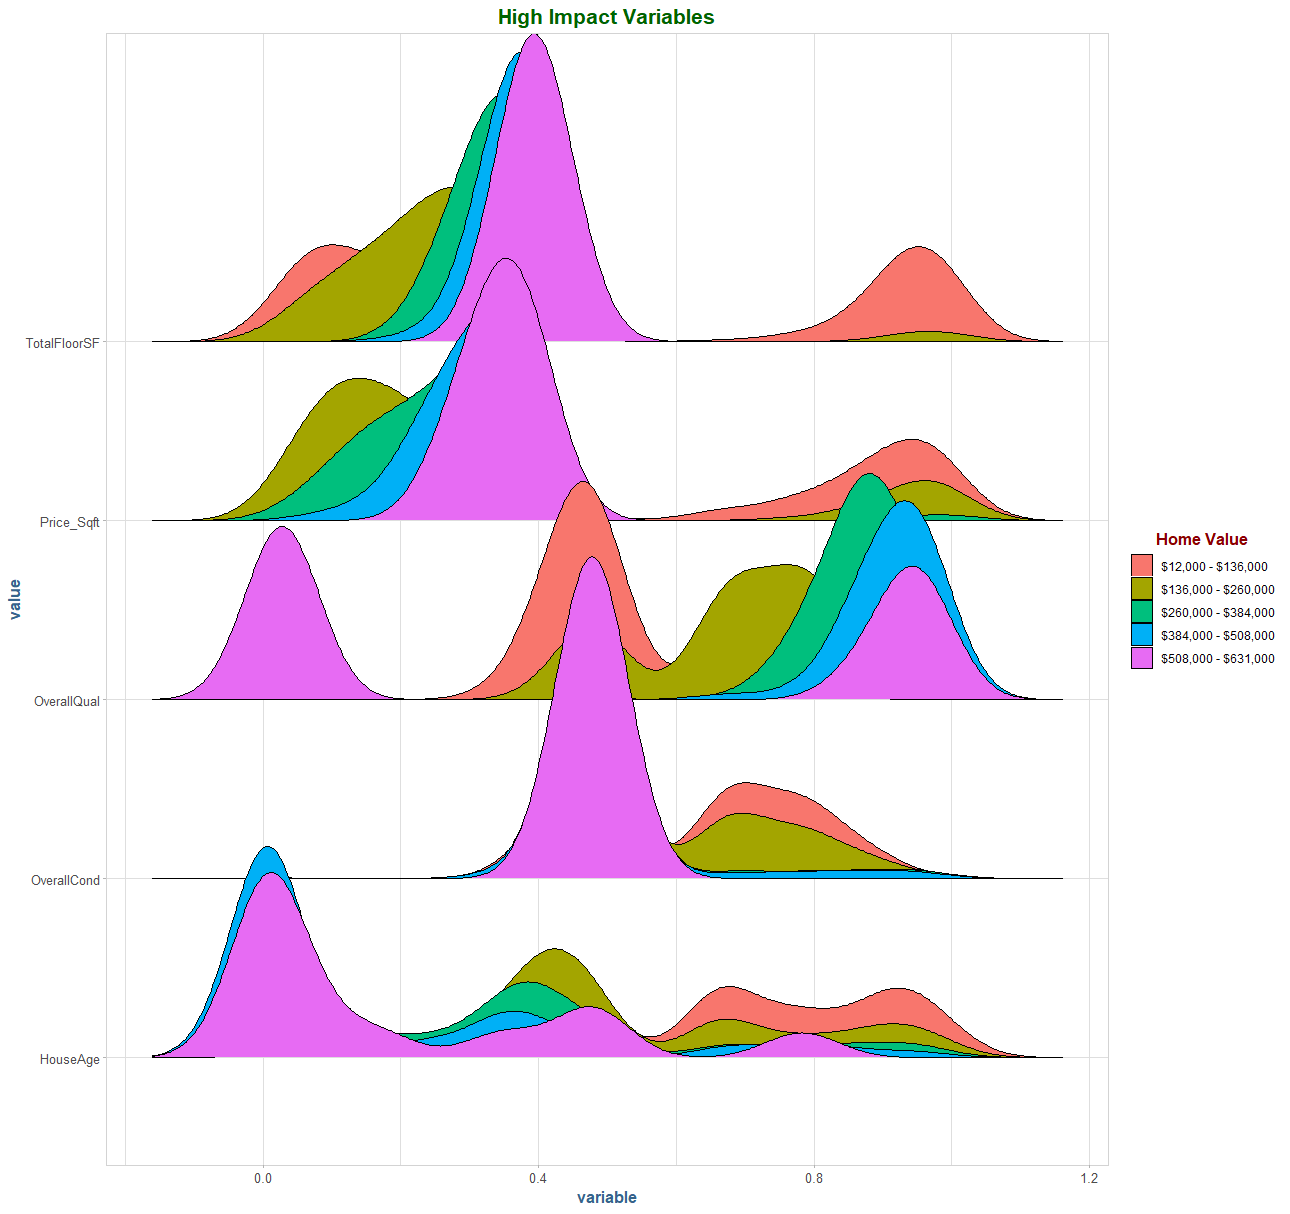 High Impact Variables
TotalFloorSF
Price_Sqft
OverallQual
OverallCond
HouseAge
value
0.0
0.4
0.8
1.2
variable
Home Value
$12,000 - $136,000
$136,000 - $260,000
$260,000 - $384,000
$384,000 - $508,000
$508,000 - $631,000